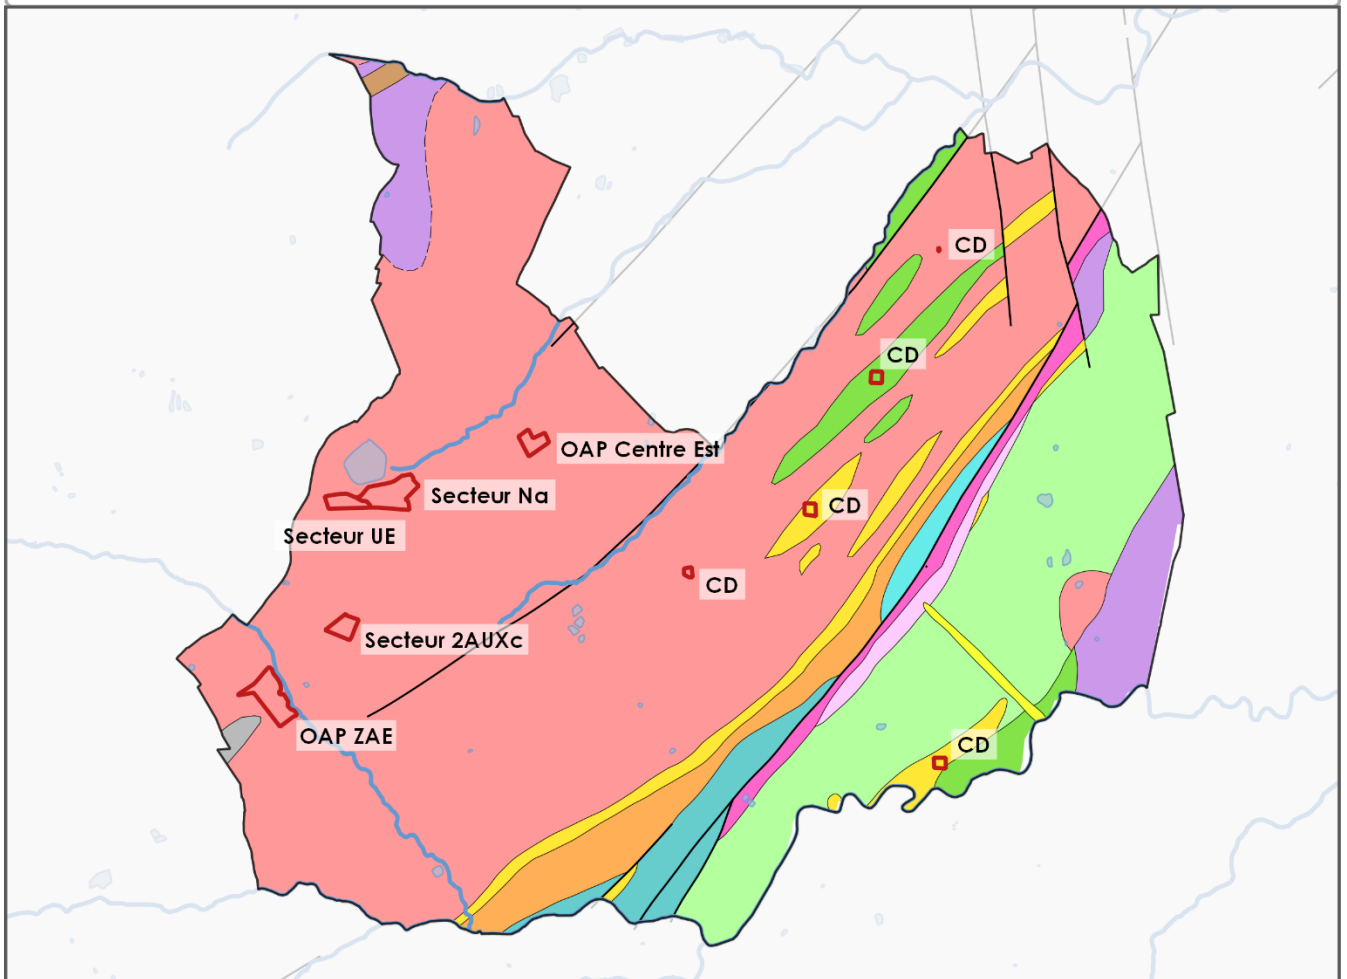 CD
CD
OAP Centre Est
Secteur Na
CD
Secteur UE
CD
Secteur 2AUXc
OAP ZAE
CD